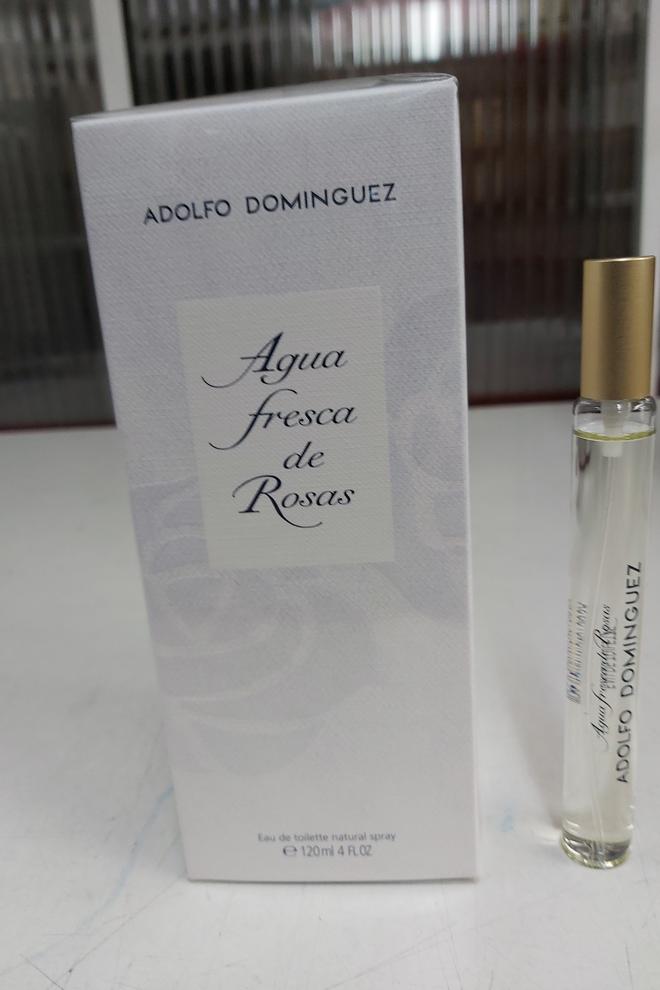 ADOLFO DOMINGUEZ
Agua
fresca
de
Rosas
Eau de toilette natural spray
℮ 120 ml 4 FL.OZ
Agua fresca de Rosas
ADOLFO DOMINGUEZ